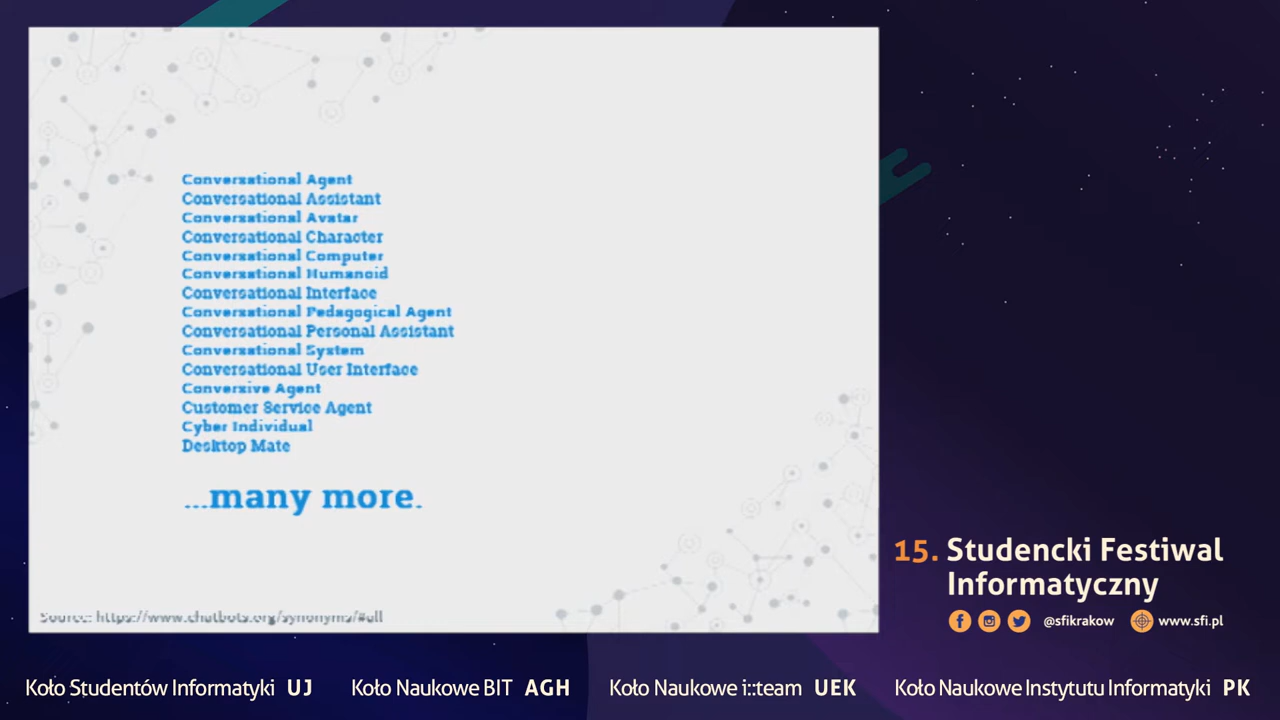 Conversational Agent
Conversational Assistant
Conversational Avatar
Conversational Character
Conversational Computer
Conversational Humanoid
Conversational Interface
Conversational Pedagogical Agent
Conversational Personal Assistant
Conversational System
Conversational User Interface
Conversive Agent
Customer Service Agent
Cyber Individual
Desktop Mate
...many more.
Source: https://www.chatbots.org/synonyms/#all
15. Studencki Festiwal
Informatyczny
@sfikrakow www.sfi.pl
Koło Studentów Informatyki UJ Koło Naukowe BIT AGH Koło Naukowe i::team UEK Koło Naukowe Instytutu Informatyki PK